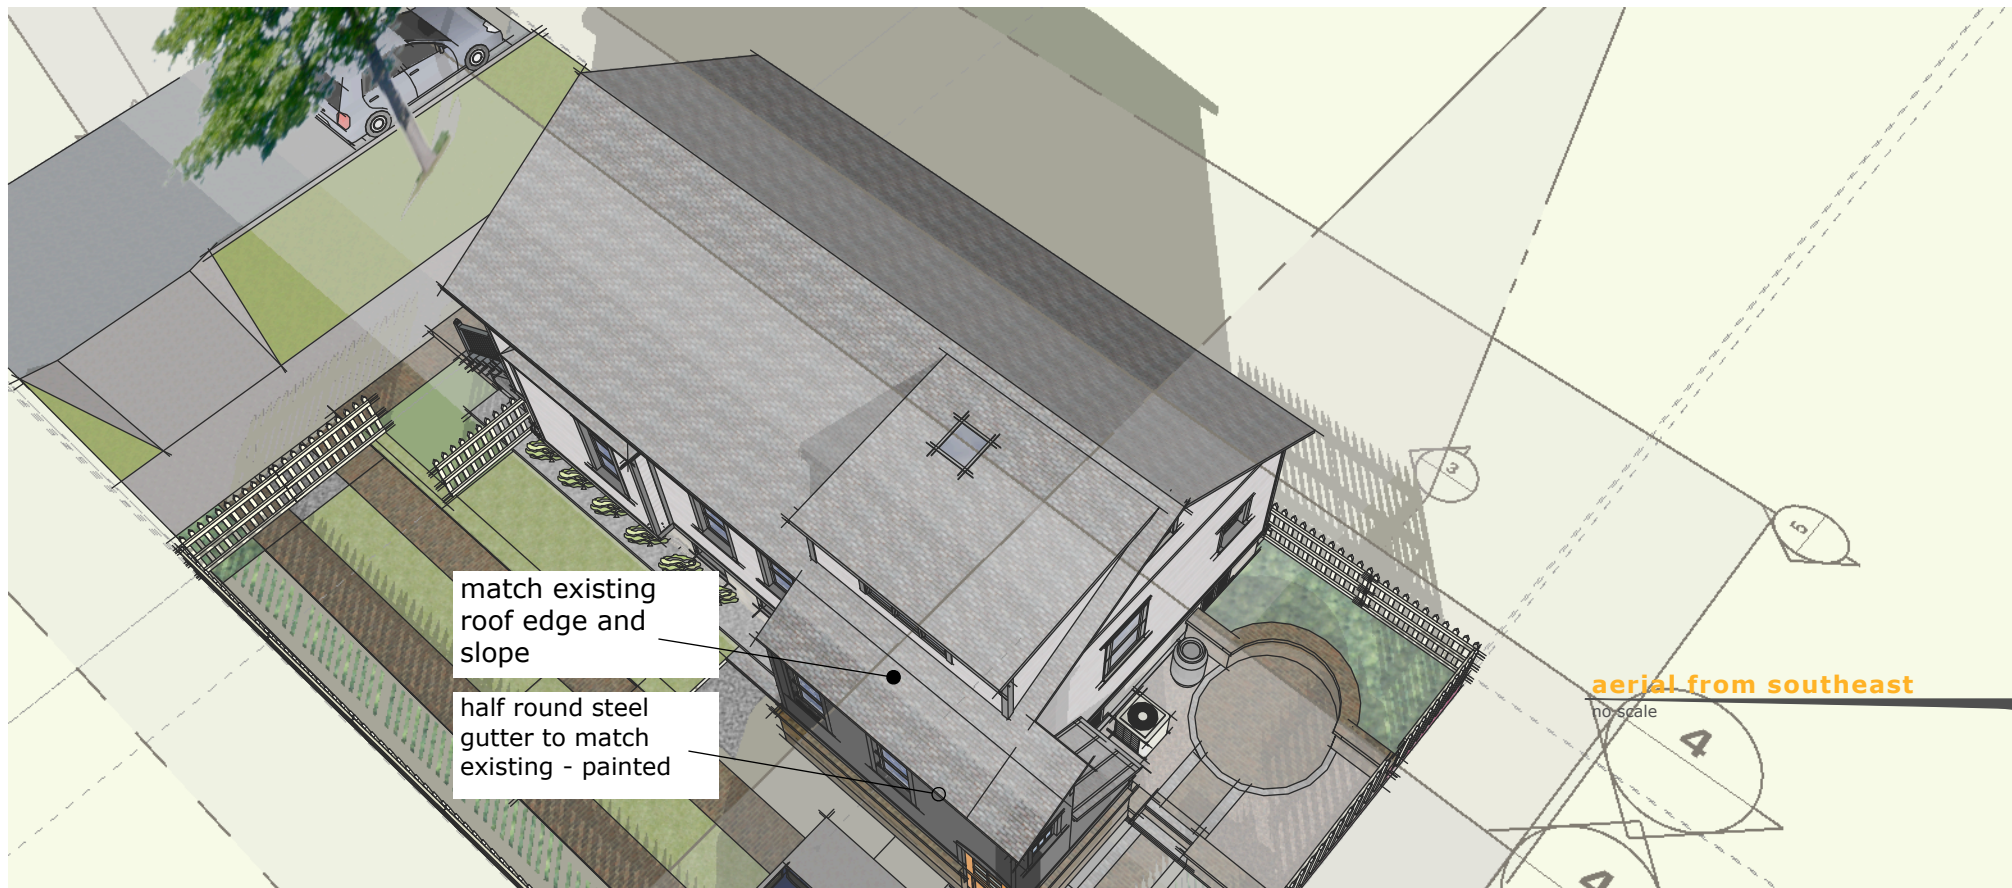 match existing
roof edge and
slope
half round steel
gutter to match
existing - painted
3
5
aerial from southeast
no scale
4
4